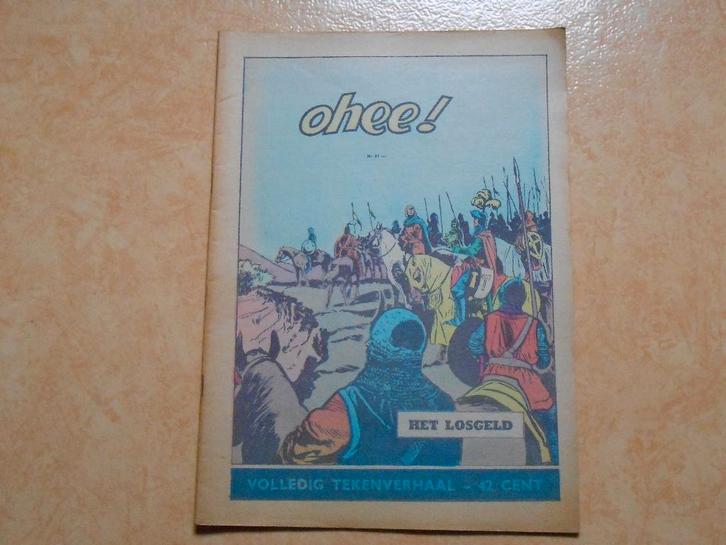 ohee!
HET LOSGELD
VOLLEDIG TEKENVERHAAL - 42 CENT